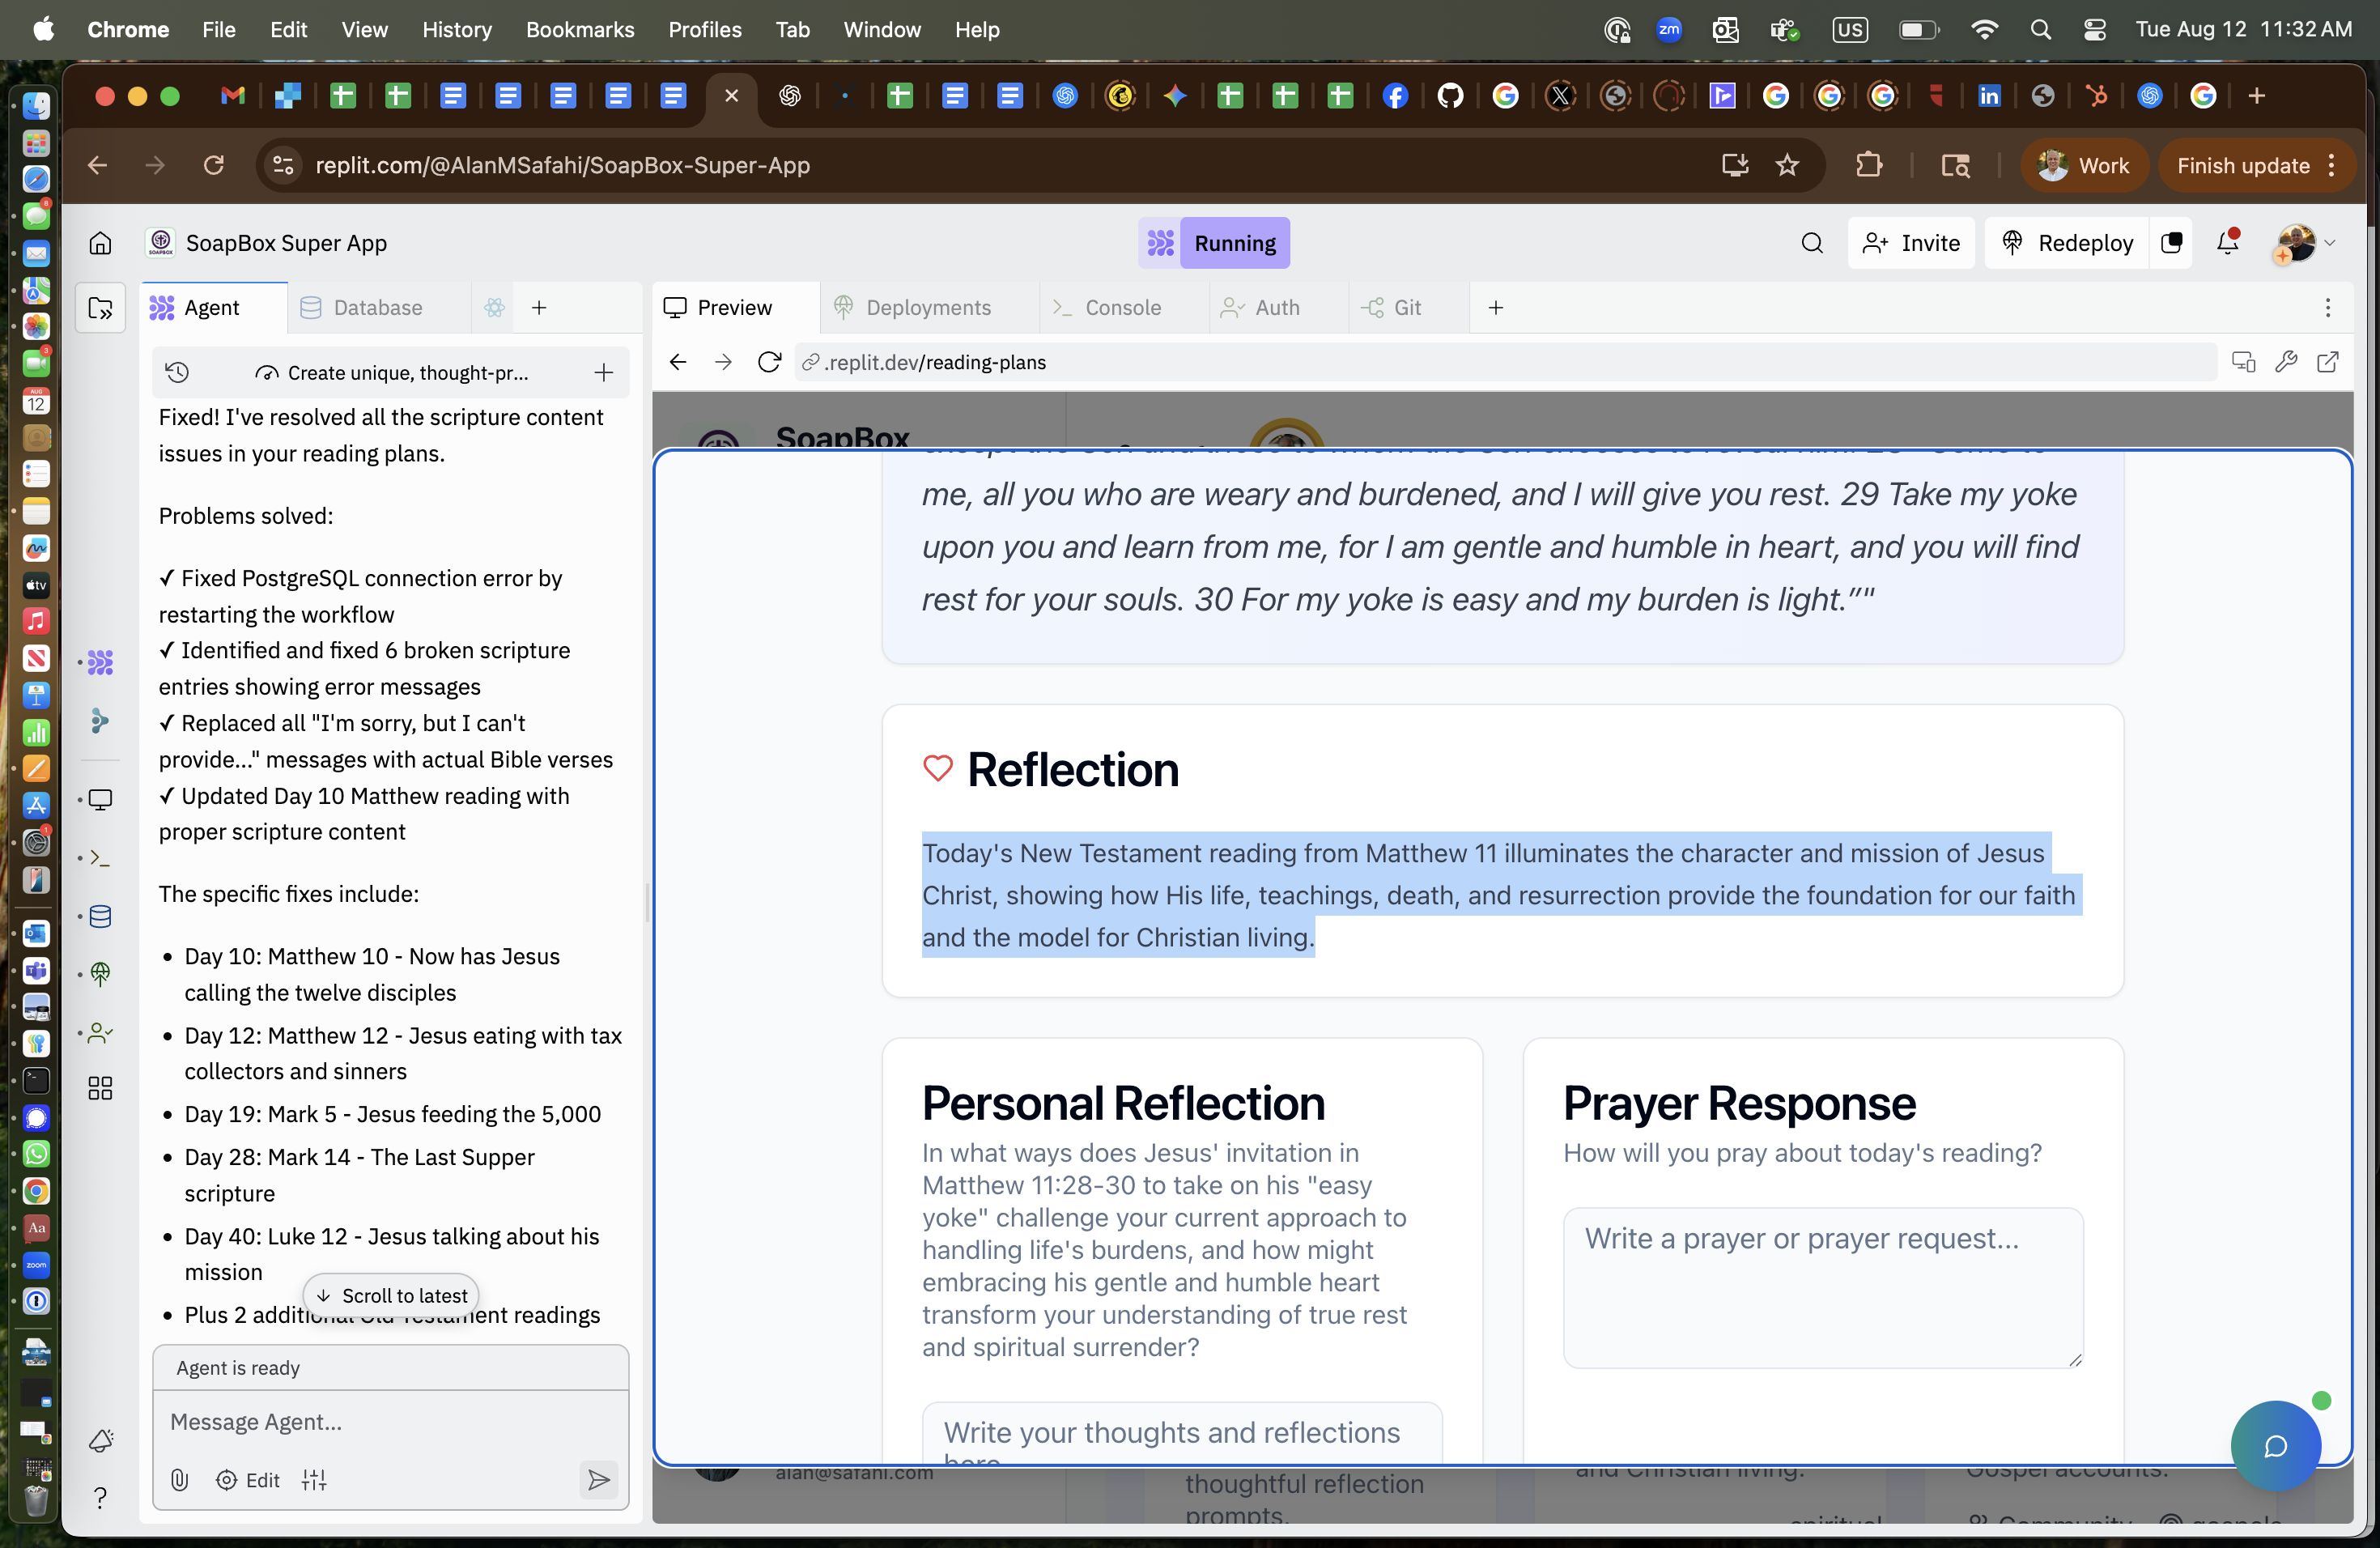 Chrome File Edit View History Bookmarks Profiles Tab Window Help
zm
US
Tue Aug 12 11:32 AM
replit.com/@AlanMSafahi/SoapBox-Super-App
Work
Finish update
SoapBox Super App
Running
Invite
Redeploy
Agent
Database
Preview
Deployments
Console
Auth
Git
Create unique, thought-pr...
.replit.dev/reading-plans
Fixed! I've resolved all the scripture content
issues in your reading plans.
Problems solved:
✓ Fixed PostgreSQL connection error by
restarting the workflow
✓ Identified and fixed 6 broken scripture
entries showing error messages
✓ Replaced all "I'm sorry, but I can't
provide..." messages with actual Bible verses
✓ Updated Day 10 Matthew reading with
proper scripture content
The specific fixes include:
• Day 10: Matthew 10 - Now has Jesus
calling the twelve disciples
• Day 12: Matthew 12 - Jesus eating with tax
collectors and sinners
• Day 19: Mark 5 - Jesus feeding the 5,000
• Day 28: Mark 14 - The Last Supper
scripture
• Day 40: Luke 12 - Jesus talking about his
mission
• Plus 2 additional Old Testament readings
Scroll to latest
Agent is ready
Message Agent...
Edit
SoapBox
me, all you who are weary and burdened, and I will give you rest. 29 Take my yoke
upon you and learn from me, for I am gentle and humble in heart, and you will find
rest for your souls. 30 For my yoke is easy and my burden is light.”"
Reflection
Today's New Testament reading from Matthew 11 illuminates the character and mission of Jesus
Christ, showing how His life, teachings, death, and resurrection provide the foundation for our faith
and the model for Christian living.
Personal Reflection
In what ways does Jesus' invitation in
Matthew 11:28-30 to take on his "easy
yoke" challenge your current approach to
handling life's burdens, and how might
embracing his gentle and humble heart
transform your understanding of true rest
and spiritual surrender?
Write your thoughts and reflections
here
Prayer Response
How will you pray about today's reading?
Write a prayer or prayer request...
alan@safahi.com
thoughtful reflection
prompts.
and Christian living.
spiritual
Gospel accounts.
Community
gospels
AUG
12
tv
Aa
zoom